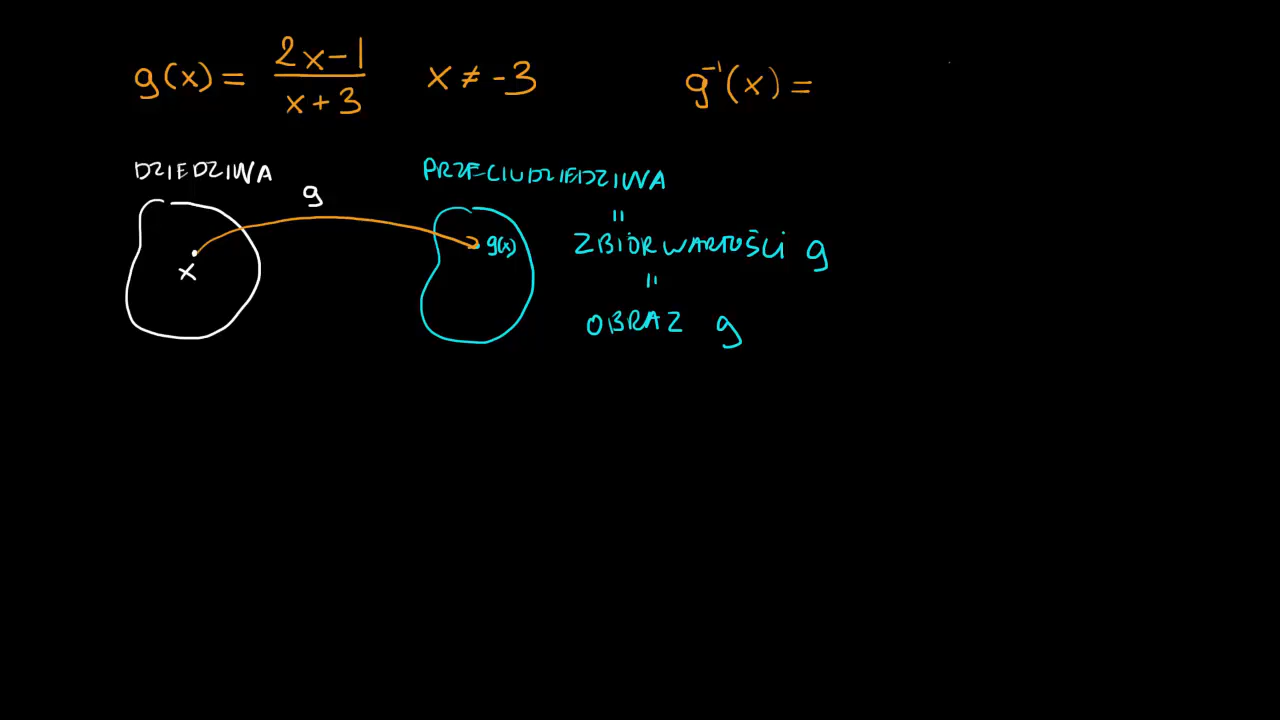 g(x) = (2x-1)/(x+3) x ≠ -3 g⁻¹(x) =
DZIEDZINA
g
PRZECIWDZIEDZINA
"
x
g(x)
ZBIÓR WARTOŚCI g
"
OBRAZ g